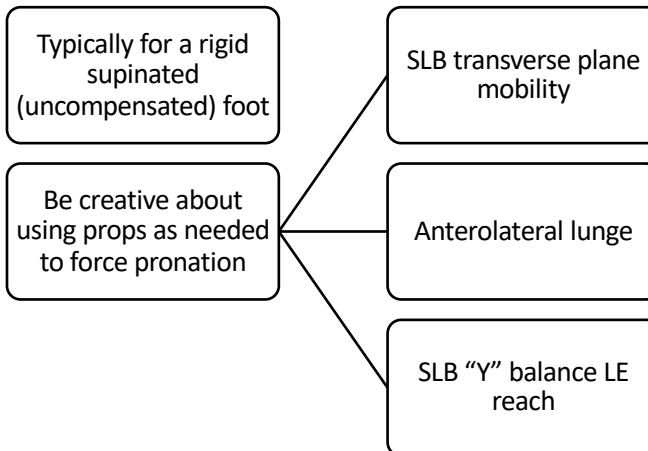 Typically for a rigid
supinated
(uncompensated) foot
Be creative about
using props as needed
to force pronation
SLB transverse plane
mobility
Anterolateral lunge
SLB “Y” balance LE
reach